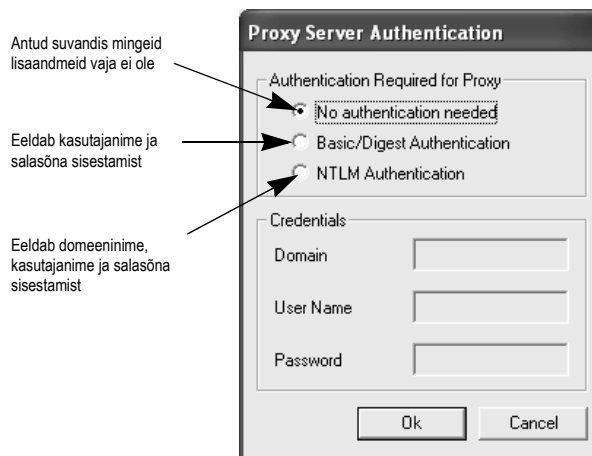 Antud suvandis mingeid
lisaandmeid vaja ei ole
Eeldab kasutajanime ja
salasõna sisestamist
Eeldab domeeninime,
kasutajanime ja salasõna
sisestamist
Proxy Server Authentication
Authentication Required for Proxy
No authentication needed
Basic/Digest Authentication
NTLM Authentication
Credentials
Domain
User Name
Password
Ok
Cancel